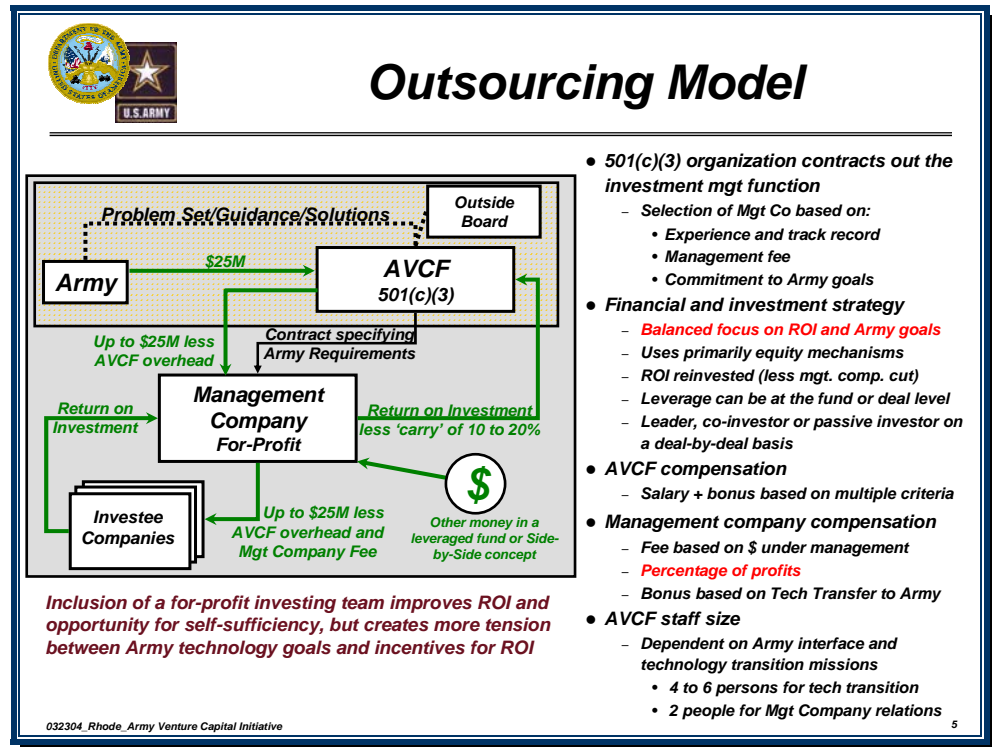 U.S.ARMY
Outsourcing Model
Problem Set/Guidance/Solutions
Outside
Board
Army
$25M
AVCF
501(c)(3)
Up to $25M less
AVCF overhead
Contract specifying
Army Requirements
Management
Company
For-Profit
Return on
Investment
Return on Investment
less ‘carry’ of 10 to 20%
$
Investee
Companies
Up to $25M less
AVCF overhead and
Mgt Company Fee
Other money in a
leveraged fund or Side-
by-Side concept
Inclusion of a for-profit investing team improves ROI and
opportunity for self-sufficiency, but creates more tension
between Army technology goals and incentives for ROI
● 501(c)(3) organization contracts out the
investment mgt function
– Selection of Mgt Co based on:
• Experience and track record
• Management fee
• Commitment to Army goals
● Financial and investment strategy
– Balanced focus on ROI and Army goals
– Uses primarily equity mechanisms
– ROI reinvested (less mgt. comp. cut)
– Leverage can be at the fund or deal level
– Leader, co-investor or passive investor on
a deal-by-deal basis
● AVCF compensation
– Salary + bonus based on multiple criteria
● Management company compensation
– Fee based on $ under management
– Percentage of profits
– Bonus based on Tech Transfer to Army
● AVCF staff size
– Dependent on Army interface and
technology transition missions
• 4 to 6 persons for tech transition
• 2 people for Mgt Company relations
032304_Rhode_Army Venture Capital Initiative
5